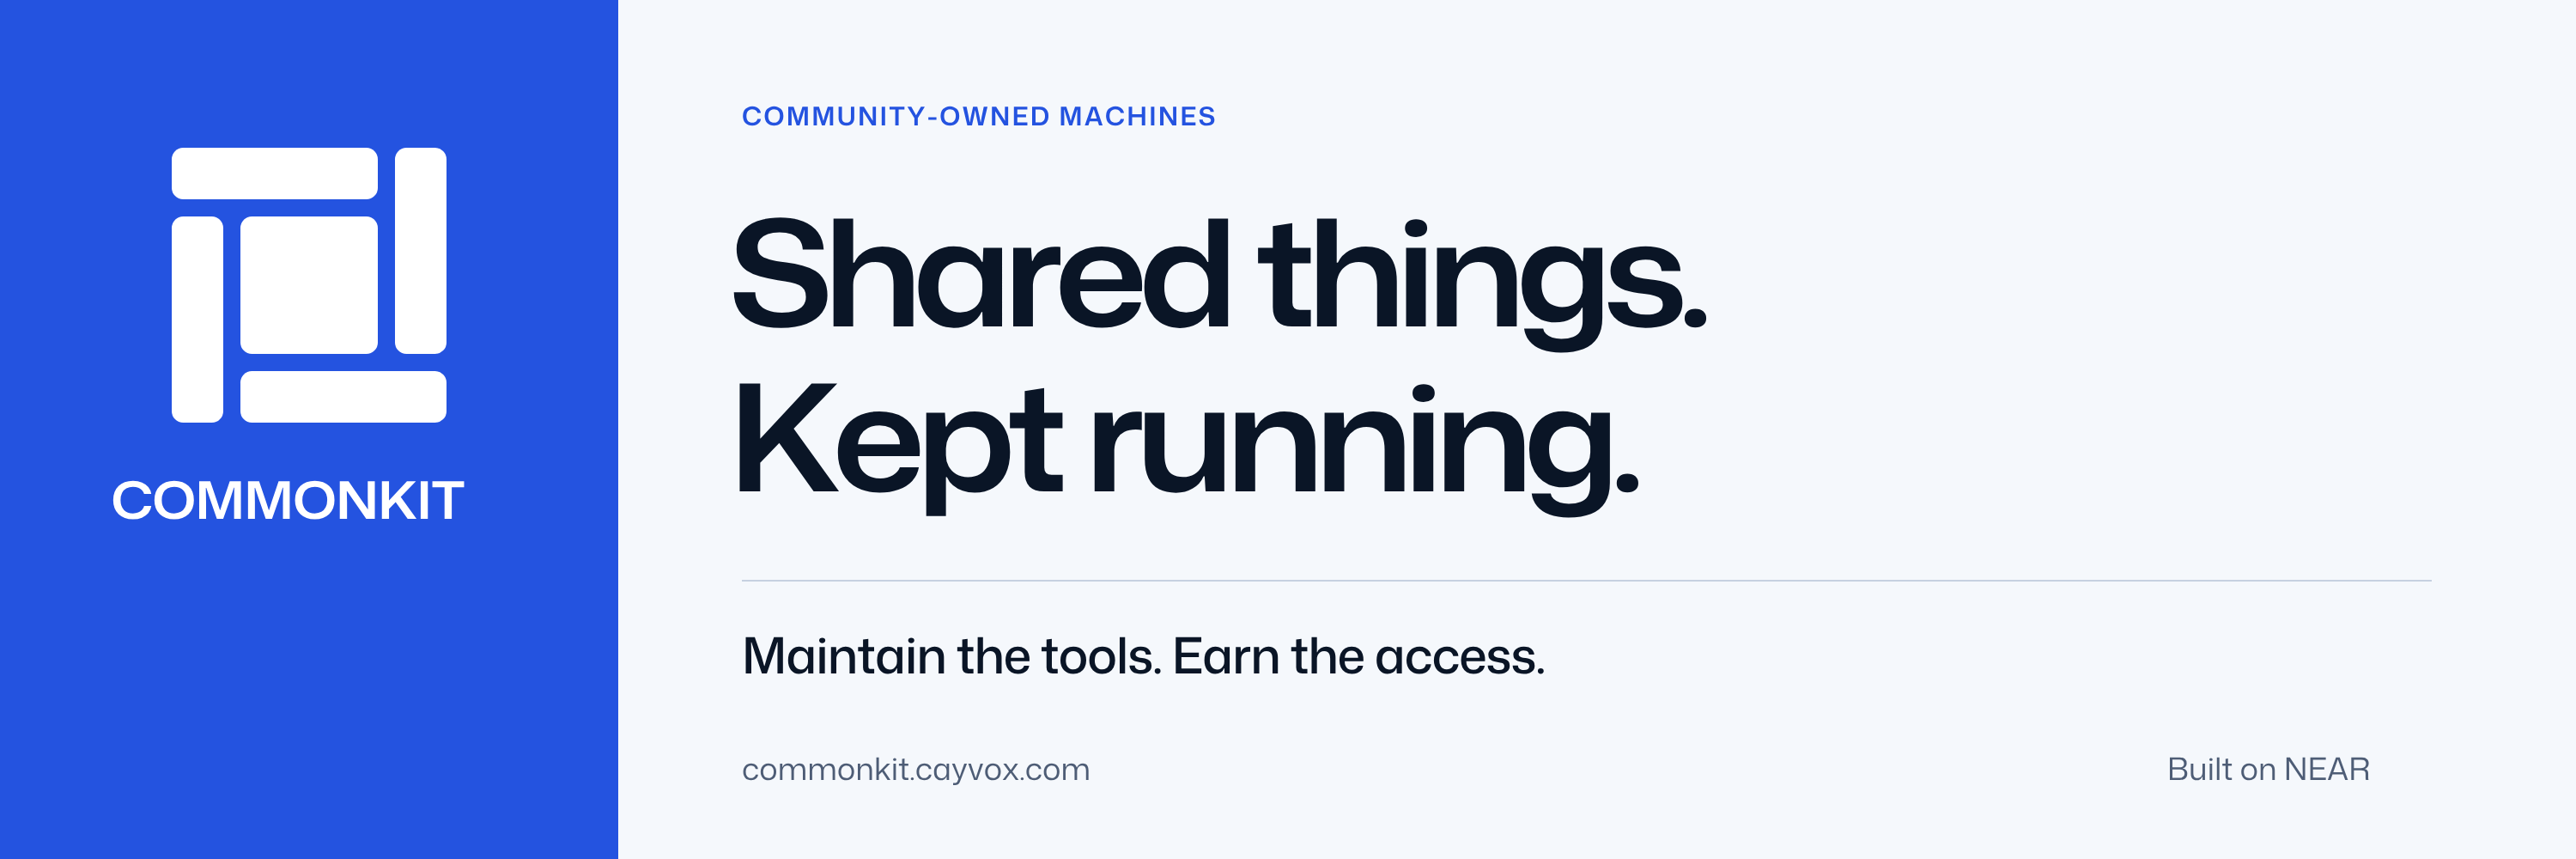 COMMONKIT
COMMUNITY-OWNED MACHINES
Shared things.
Kept running.
Maintain the tools. Earn the access.
commonkit.cayvox.com
Built on NEAR